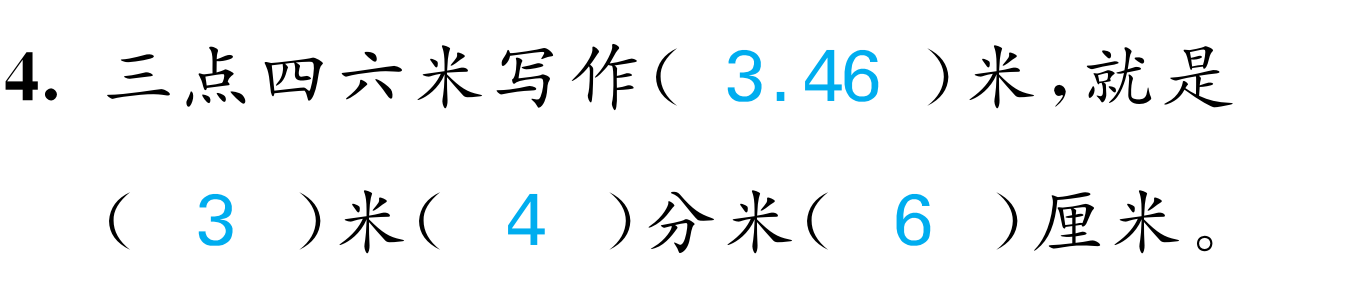 4. 三点四六米写作( 3.46 )米,就是
( 3 )米( 4 )分米( 6 )厘米。